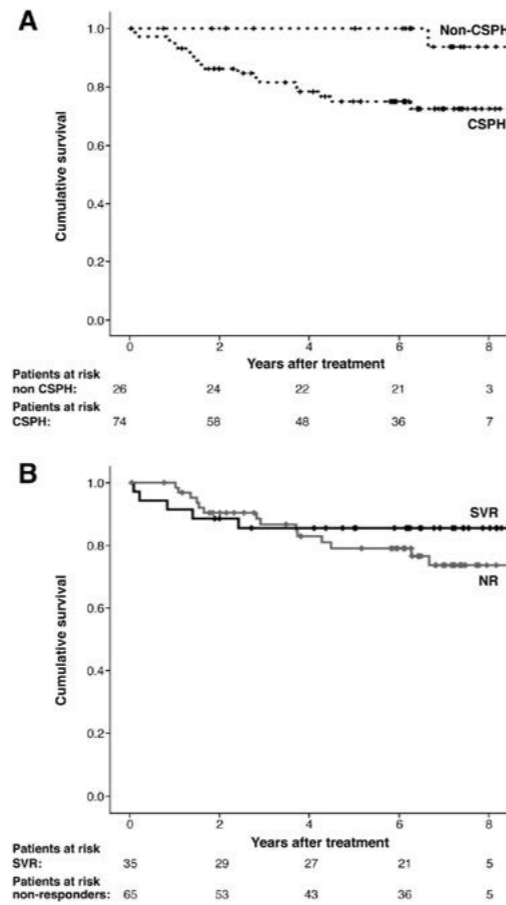 A
1.0
0.8
0.6
0.4
0.2
0.0
Cumulative survival
Non-CSPH
CSPH
0 2 4 6 8
Years after treatment
Patients at risk
non CSPH: 26 24 22 21 3
Patients at risk
CSPH: 74 58 48 36 7
B
1.0
0.8
0.6
0.4
0.2
0.0
Cumulative survival
SVR
NR
0 2 4 6 8
Years after treatment
Patients at risk
SVR: 35 29 27 21 5
Patients at risk
non-responders: 65 53 43 36 5